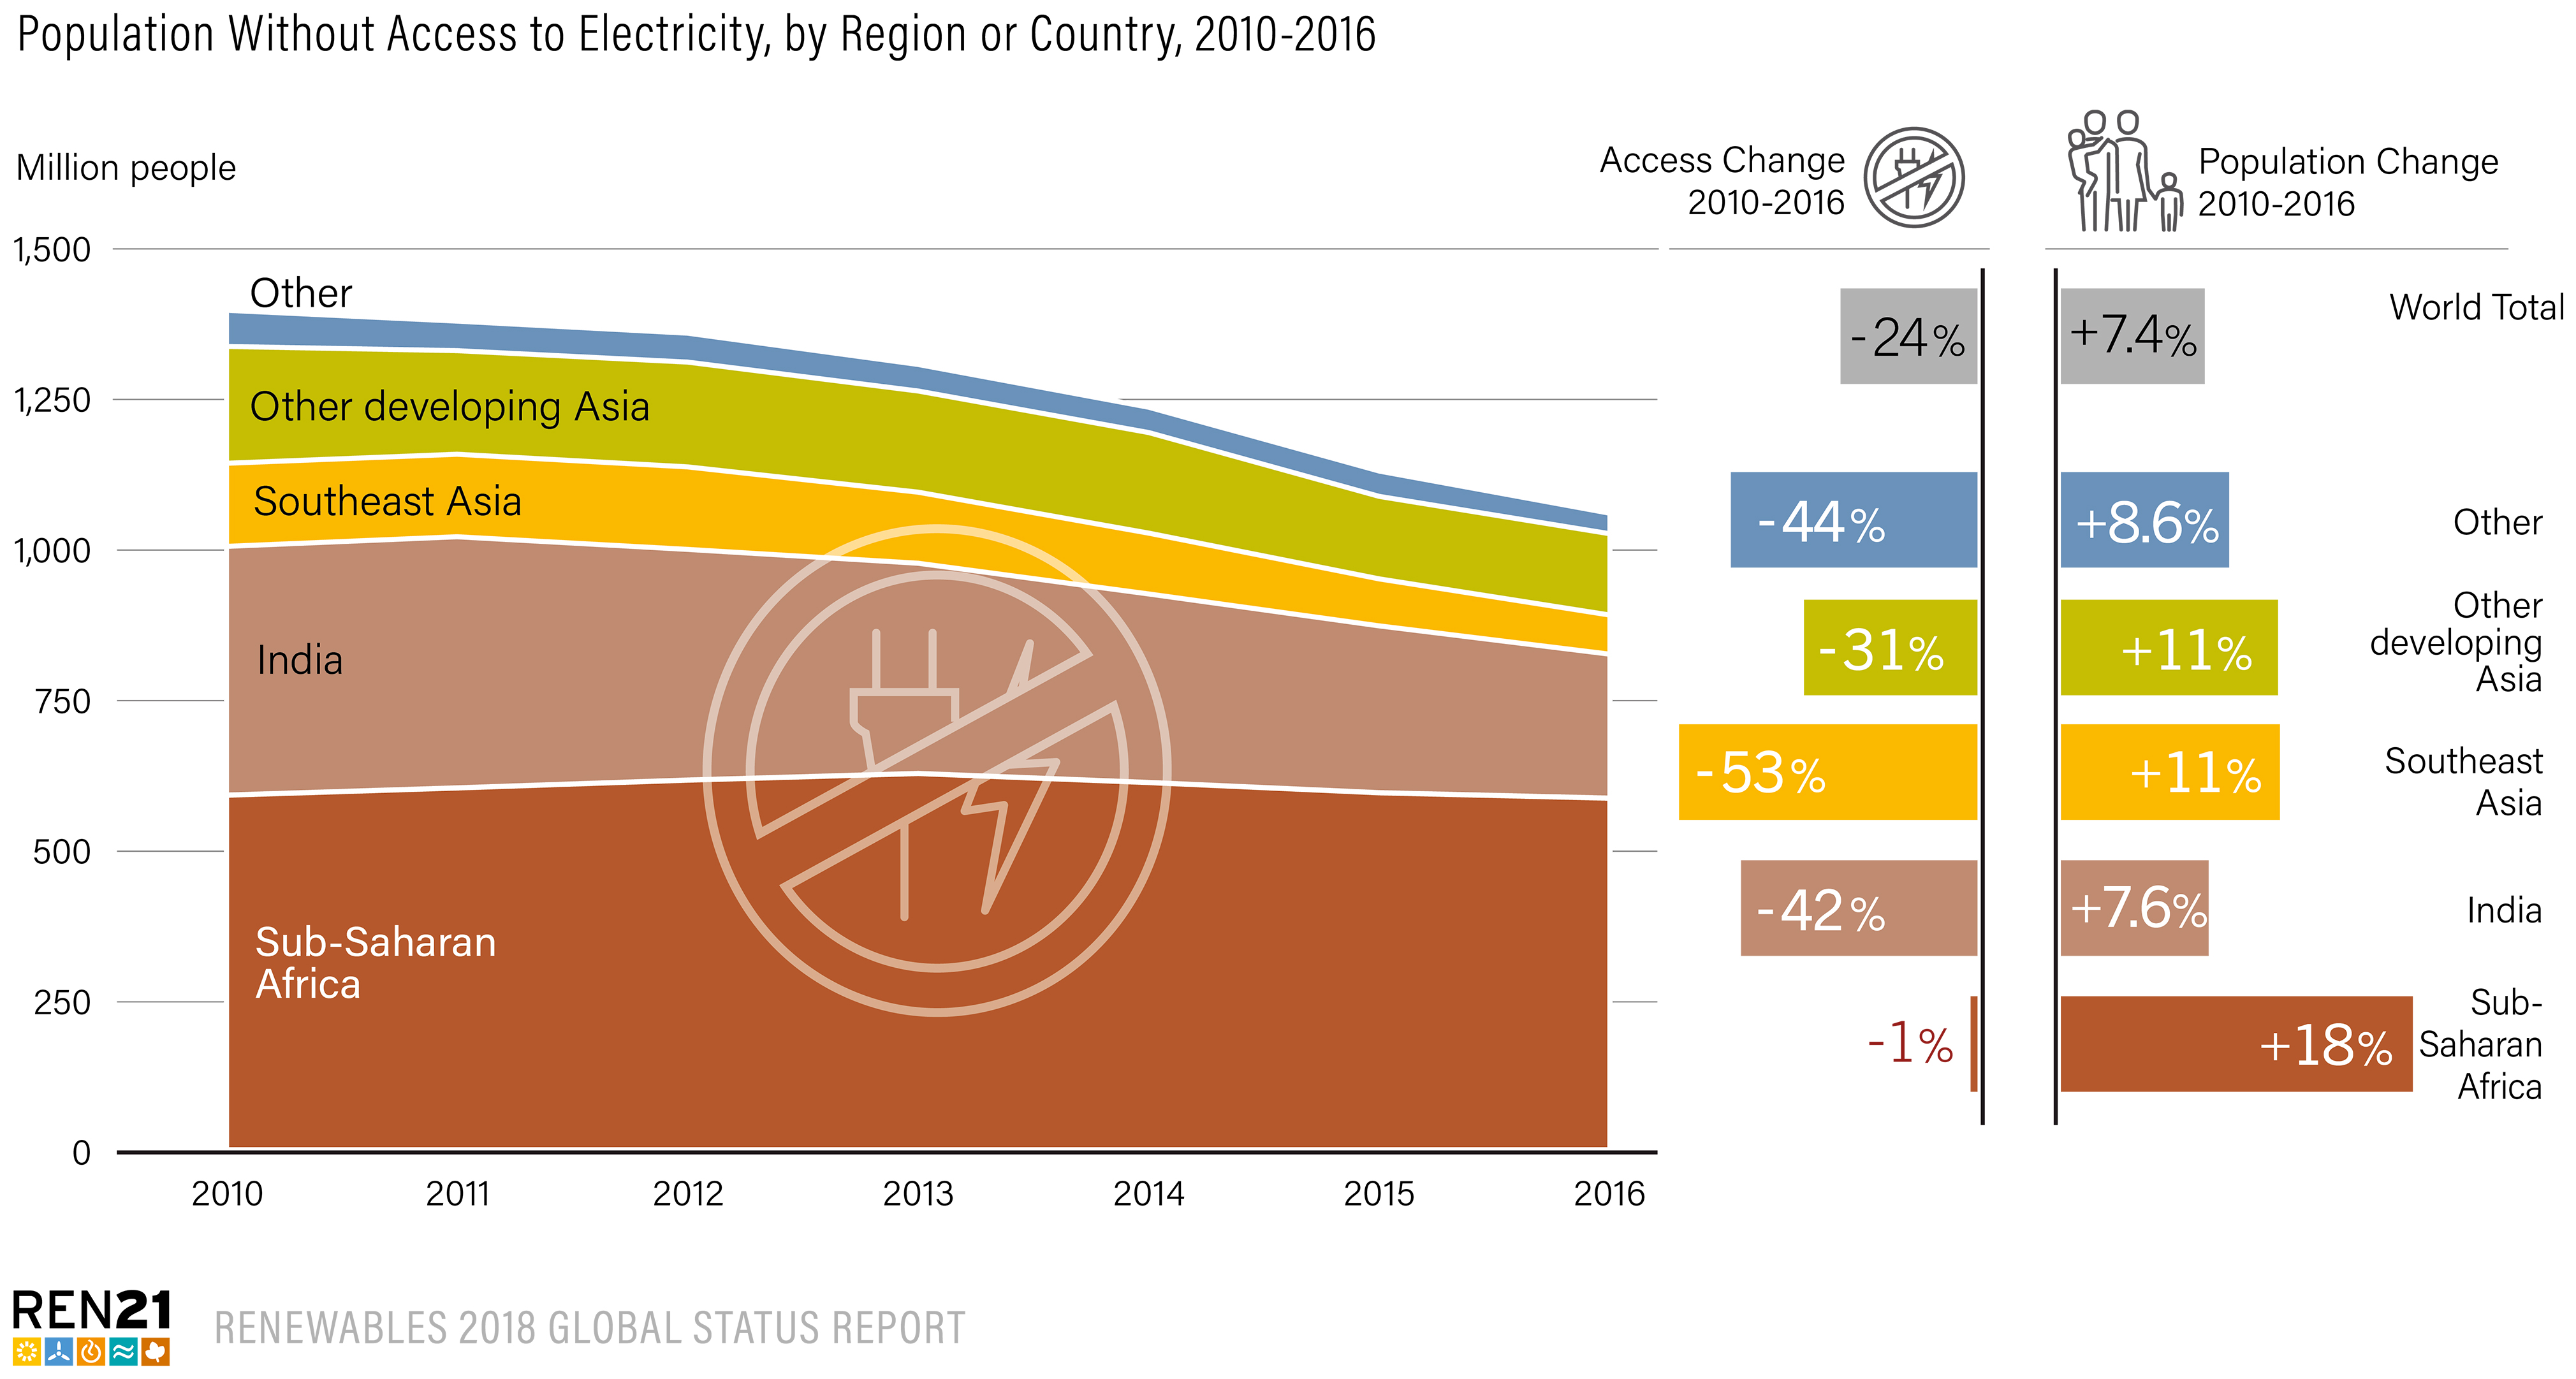 Population Without Access to Electricity, by Region or Country, 2010-2016
Million people
Access Change
2010-2016
Population Change
2010-2016
1,500
1,250
1,000
750
500
250
0
Other
Other developing Asia
Southeast Asia
India
Sub-Saharan
Africa
2010
2011
2012
2013
2014
2015
2016
-24%
+7.4%
World Total
-44%
+8.6%
Other
-31%
+11%
Other
developing
Asia
-53%
+11%
Southeast
Asia
-42%
+7.6%
India
-1%
+18%
Sub-
Saharan
Africa
REN21
RENEWABLES 2018 GLOBAL STATUS REPORT